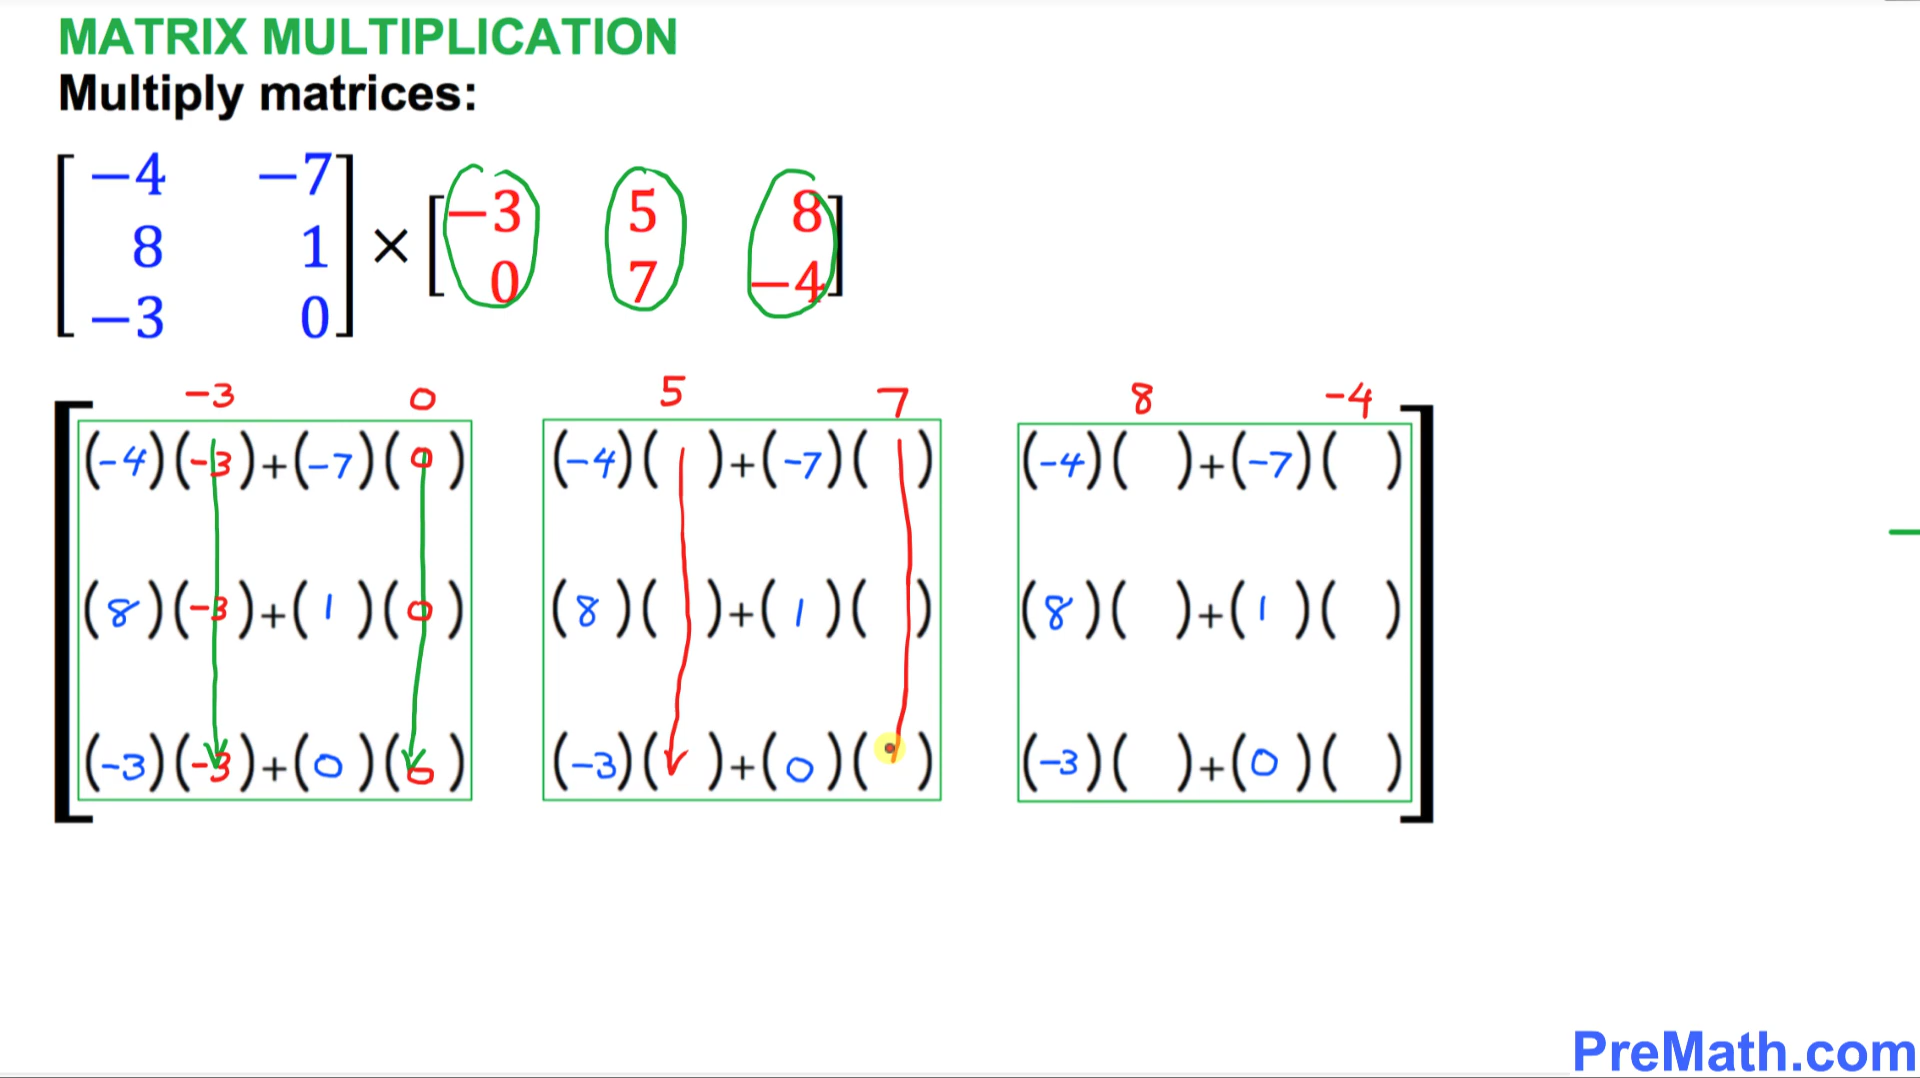 MATRIX MULTIPLICATION
Multiply matrices:
[−4 −7
8 1
−3 0] × [−3 5 8
0 7 −4]
−3 0 5 7 8 −4
(−4)(−3)+(−7)(0) (−4)( )+(−7)( ) (−4)( )+(−7)( )
(8)(−3)+(1)(0) (8)( )+(1)( ) (8)( )+(1)( )
(−3)(−3)+(0)(0) (−3)( )+(0)( ) (−3)( )+(0)( )
PreMath.com